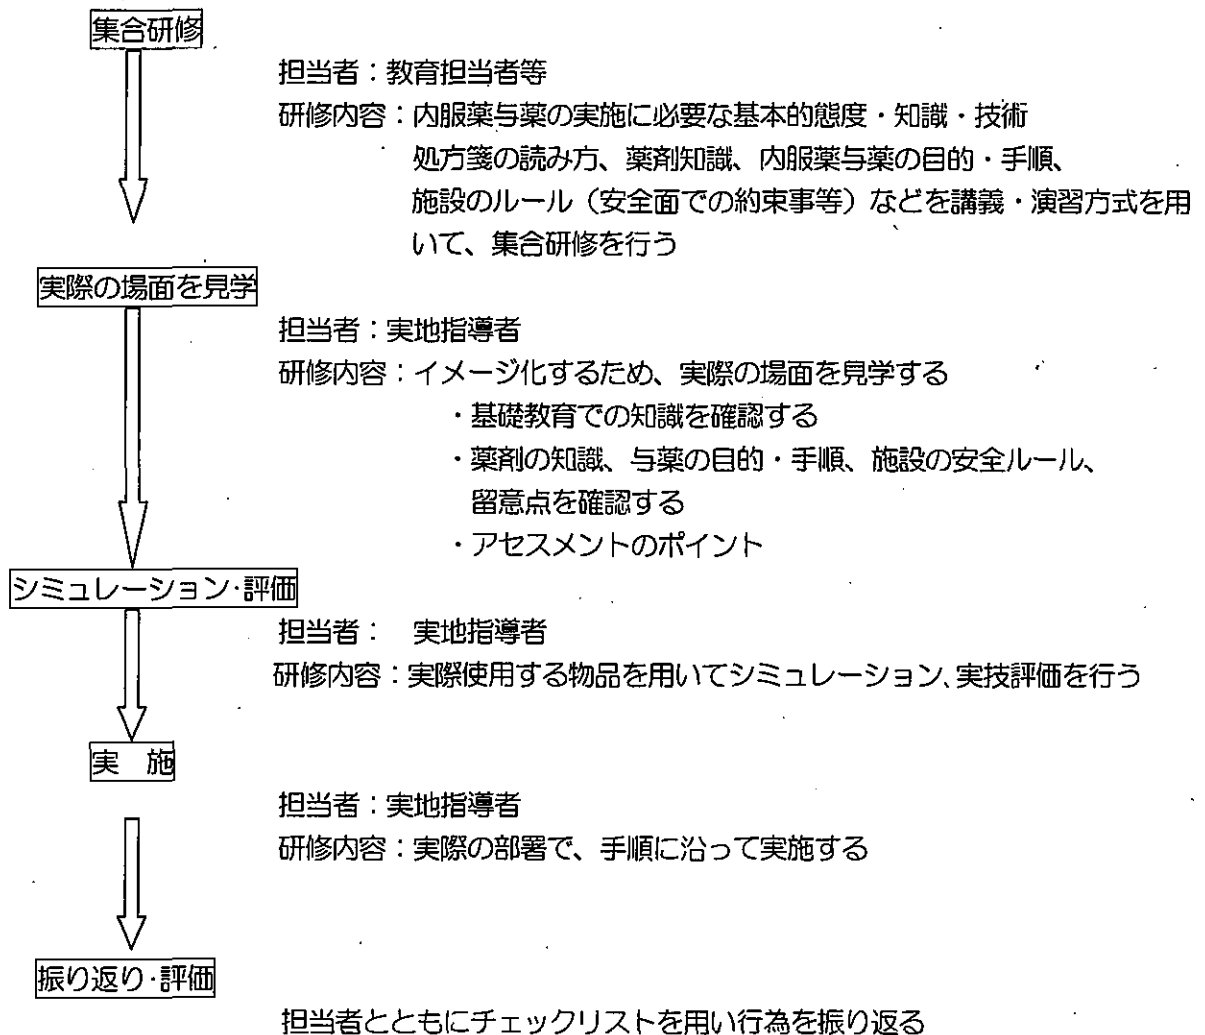 集合研修
担当者：教育担当者等
研修内容：内服薬与薬の実施に必要な基本的態度・知識・技術
処方箋の読み方、薬剤知識、内服薬与薬の目的・手順、
施設のルール（安全面での約束事等）などを講義・演習方式を用
いて、集合研修を行う
実際の場面を見学
担当者：実地指導者
研修内容：イメージ化するため、実際の場面を見学する
・基礎教育での知識を確認する
・薬剤の知識、与薬の目的・手順、施設の安全ルール、
留意点を確認する
・アセスメントのポイント
シミュレーション・評価
担当者：　実地指導者
研修内容：実際使用する物品を用いてシミュレーション、実技評価を行う
実　施
担当者：実地指導者
研修内容：実際の部署で、手順に沿って実施する
振り返り・評価
担当者とともにチェックリストを用い行為を振り返る